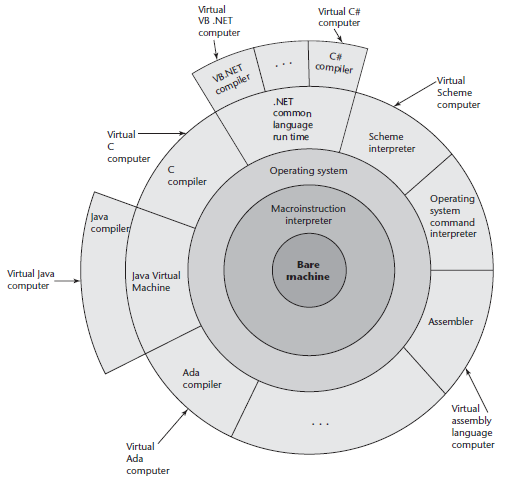 Virtual
VB .NET
computer
Virtual C#
computer
VB.NET
compiler
. . .
C#
compiler
Virtual
Scheme
computer
.NET
common
language
run time
Scheme
interpreter
Virtual
C
computer
C
compiler
Operating system
Operating
system
command
interpreter
Java
compiler
Macroinstruction
interpreter
Bare
machine
Virtual Java
computer
Java Virtual
Machine
Assembler
Ada
compiler
. . .
Virtual
assembly
language
computer
Virtual
Ada
computer